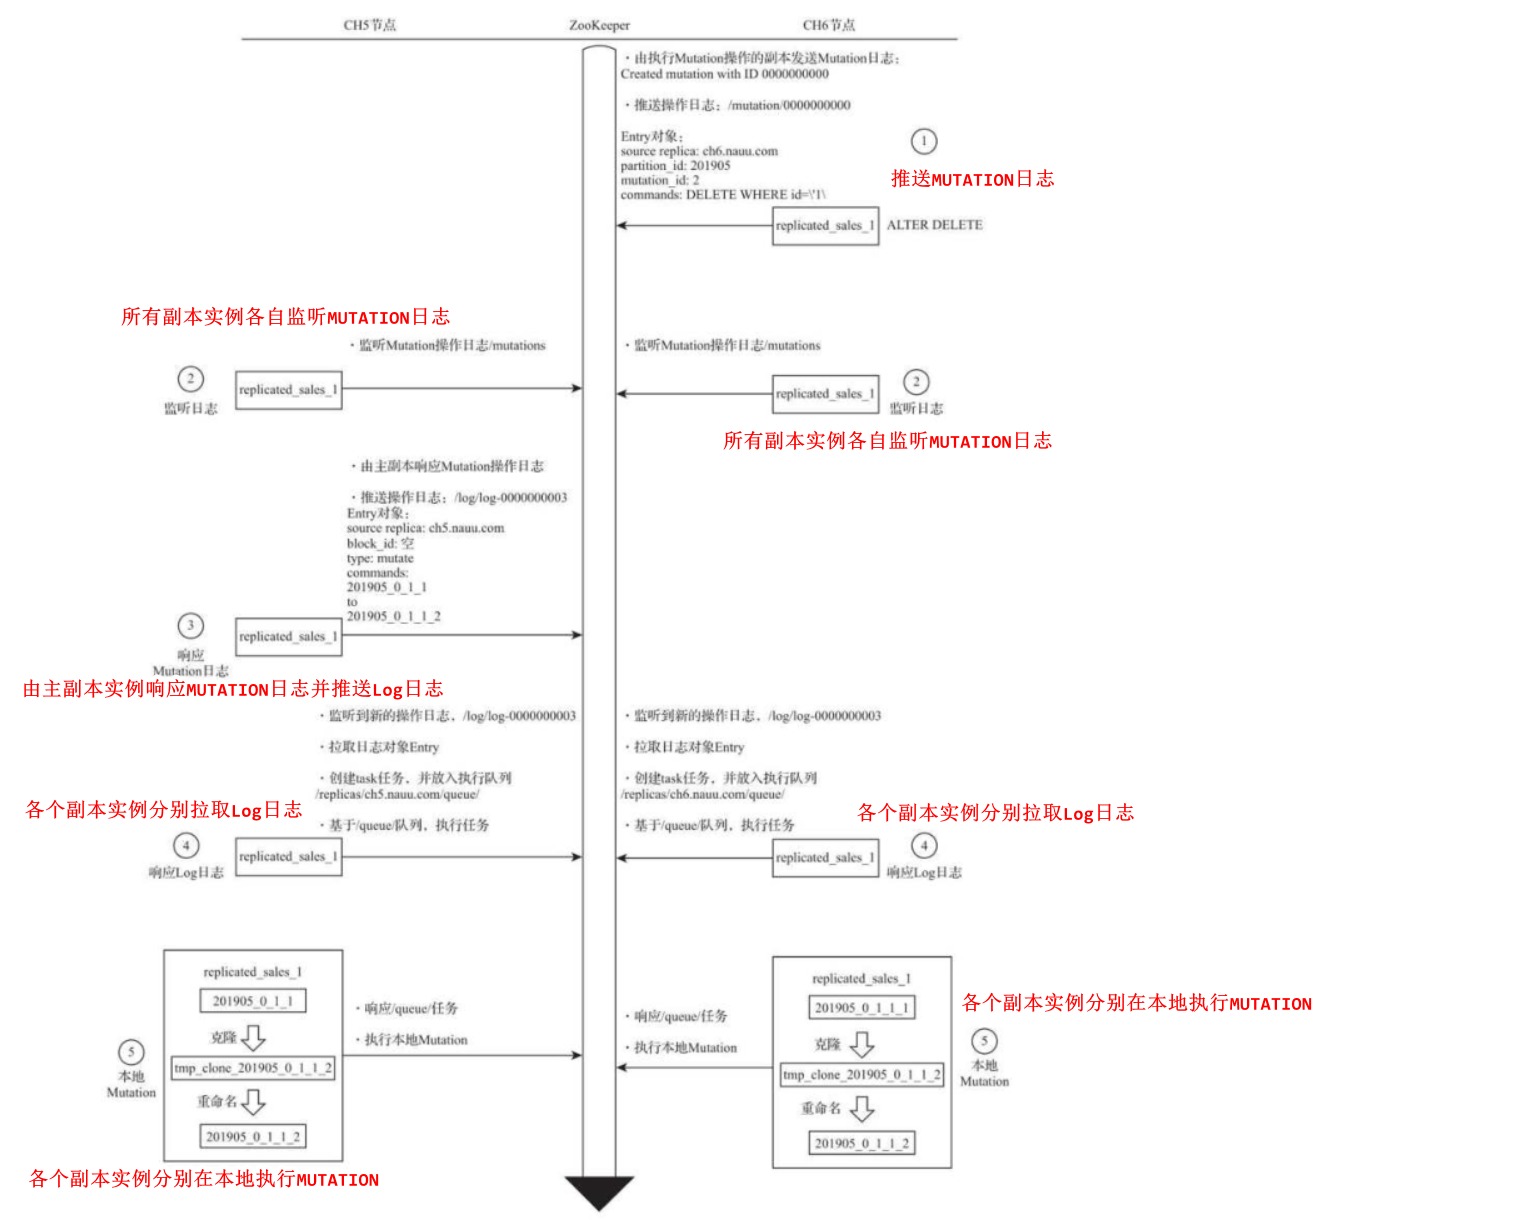 CH5节点
ZooKeeper
CH6节点
·由执行Mutation操作的副本发送Mutation日志：
Created mutation with ID 0000000000
·推送操作日志：/mutation/0000000000
Entry对象：
source replica: ch6.nauu.com
partition_id: 201905
mutation_id: 2
commands: DELETE WHERE id=\'1\
1
推送MUTATION日志
replicated_sales_1
ALTER DELETE
所有副本实例各自监听MUTATION日志
·监听Mutation操作日志/mutations
2
replicated_sales_1
监听日志
·监听Mutation操作日志/mutations
replicated_sales_1
2
监听日志
所有副本实例各自监听MUTATION日志
·由主副本响应Mutation操作日志
·推送操作日志：/log/log-0000000003
Entry对象：
source replica: ch5.nauu.com
block_id: 空
type: mutate
commands:
201905_0_1_1
to
201905_0_1_1_2
3
replicated_sales_1
响应
Mutation日志
由主副本实例响应MUTATION日志并推送Log日志
·监听到新的操作日志，/log/log-0000000003
·拉取日志对象Entry
·创建task任务，并放入执行队列
/replicas/ch5.nauu.com/queue/
各个副本实例分别拉取Log日志
·基于/queue/队列，执行任务
4
replicated_sales_1
响应Log日志
·监听到新的操作日志，/log/log-0000000003
·拉取日志对象Entry
·创建task任务，并放入执行队列
/replicas/ch6.nauu.com/queue/
各个副本实例分别拉取Log日志
·基于/queue/队列，执行任务
replicated_sales_1
4
响应Log日志
replicated_sales_1
201905_0_1_1
克隆
tmp_clone_201905_0_1_1_2
重命名
201905_0_1_1_2
5
本地
Mutation
·响应/queue/任务
·执行本地Mutation
各个副本实例分别在本地执行MUTATION
·响应/queue/任务
·执行本地Mutation
replicated_sales_1
201905_0_1_1_1
克隆
tmp_clone_201905_0_1_1_2
重命名
201905_0_1_1_2
各个副本实例分别在本地执行MUTATION
5
本地
Mutation